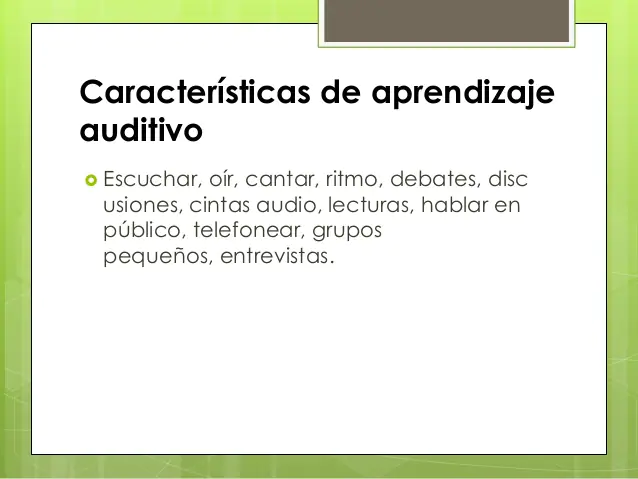 Características de aprendizaje
auditivo
Escuchar, oír, cantar, ritmo, debates, disc
usiones, cintas audio, lecturas, hablar en
público, telefonear, grupos
pequeños, entrevistas.